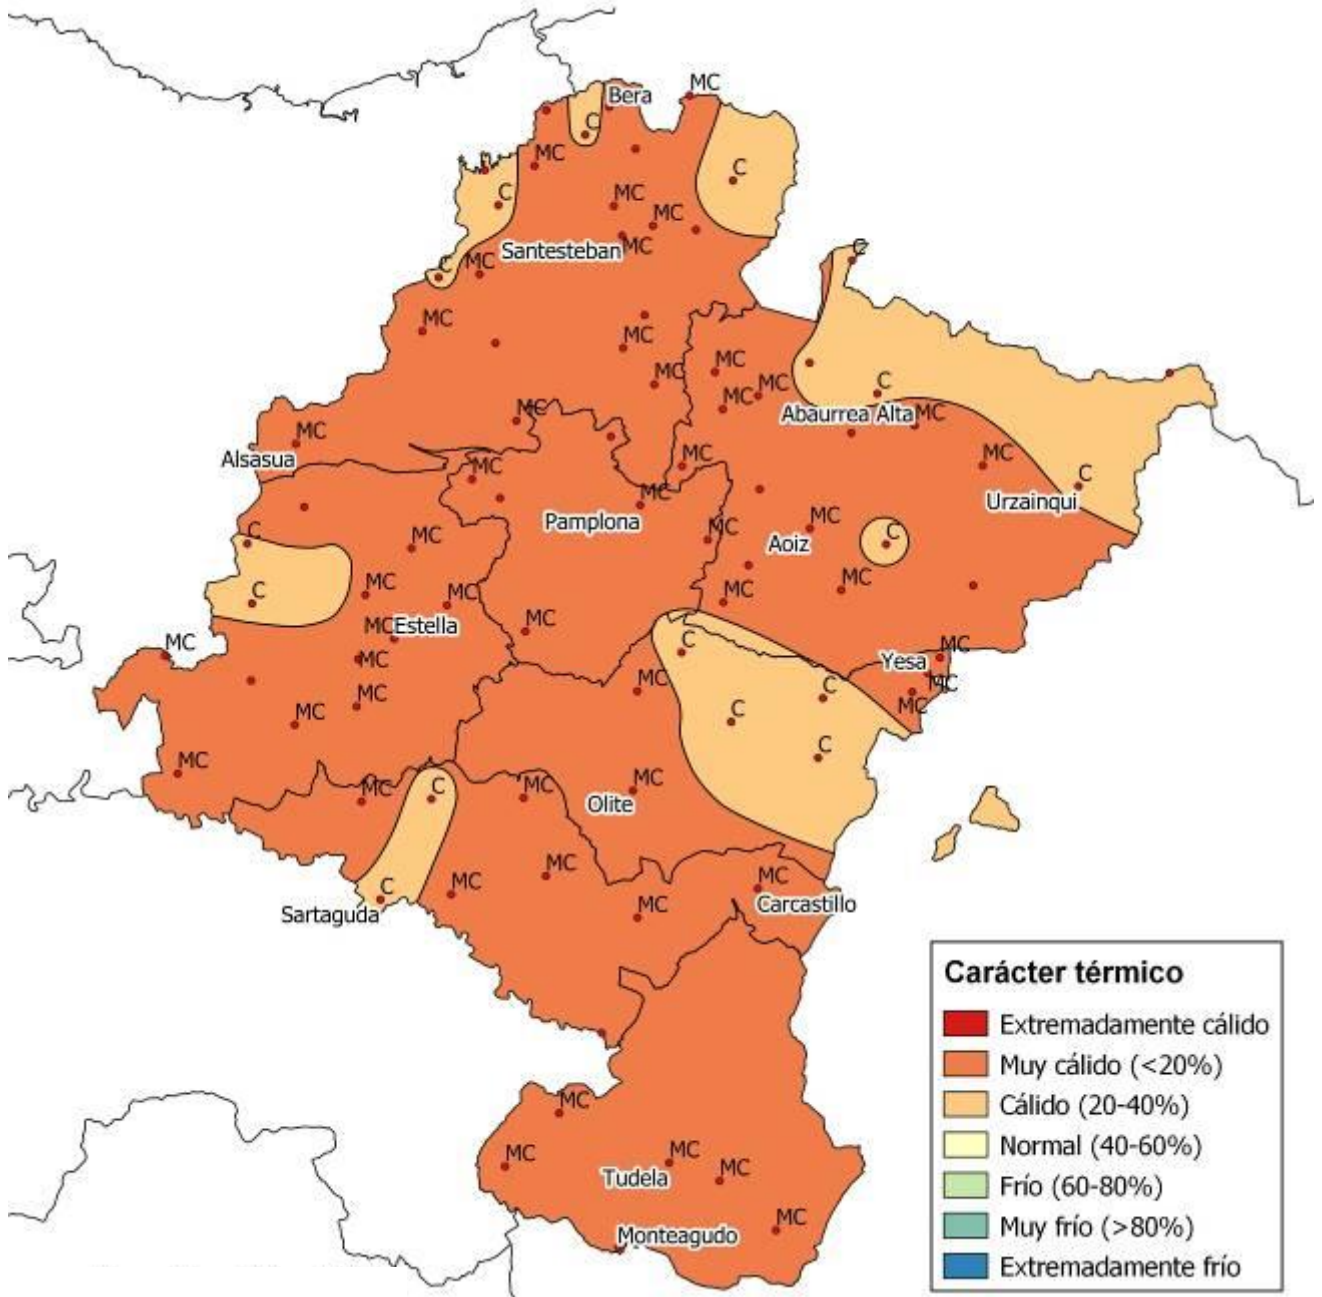 MC
Bera
C
MC
C
MC
C
MC
Santesteban
MC
C
C
MC
MC
MC
MC
MC
MC
MC
C
MC
Abaurrea Alta
MC
MC
Alsasua
MC
MC
MC
C
Urzainqui
MC
Pamplona
C
MC
MC
MC
Aoiz
C
C
MC
MC
MC
MC
MC
MC
Estella
MC
MC
C
MC
Yesa
MC
MC
MC
C
MC
MC
C
C
MC
MC
C
MC
MC
Olite
C
MC
MC
MC
MC
Carcastillo
Sartaguda
MC
MC
MC
MC
Tudela
MC
Monteagudo
Carácter térmico
Extremadamente cálido
Muy cálido (<20%)
Cálido (20-40%)
Normal (40-60%)
Frío (60-80%)
Muy frío (>80%)
Extremadamente frío